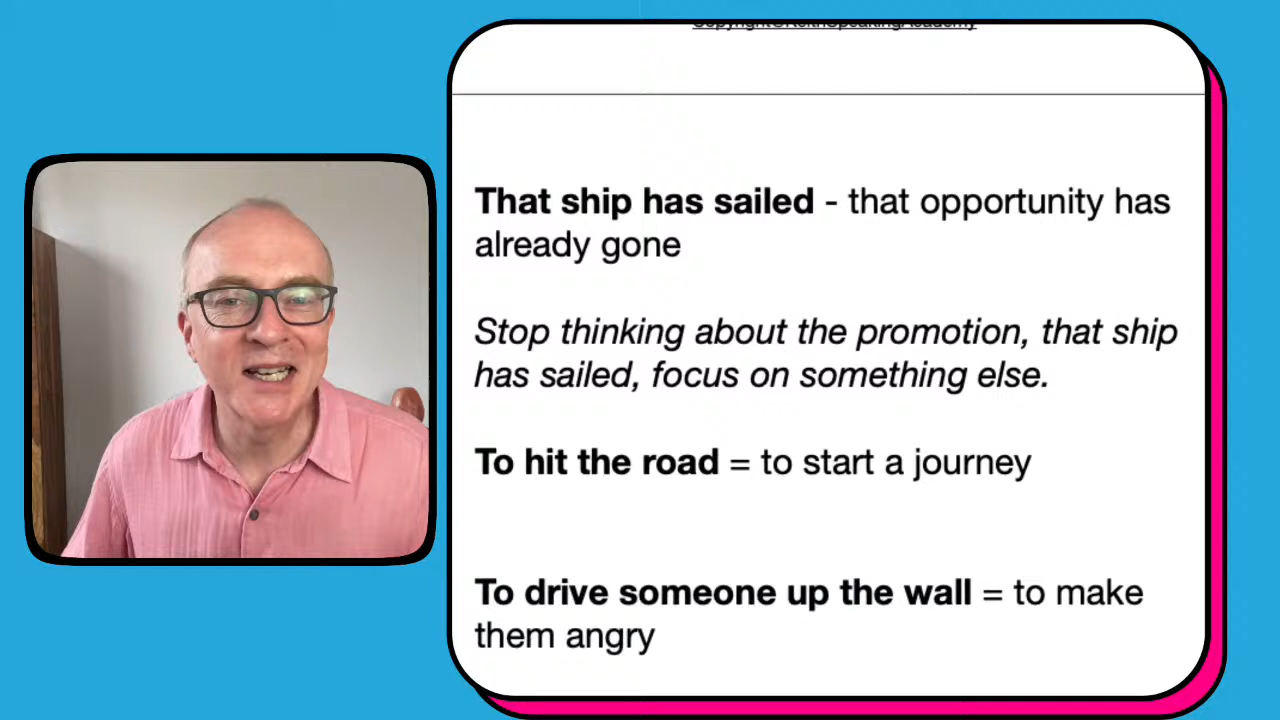 Copyright@KeithSpeakingAcademy
That ship has sailed - that opportunity has
already gone
Stop thinking about the promotion, that ship
has sailed, focus on something else.
To hit the road = to start a journey
To drive someone up the wall = to make
them angry